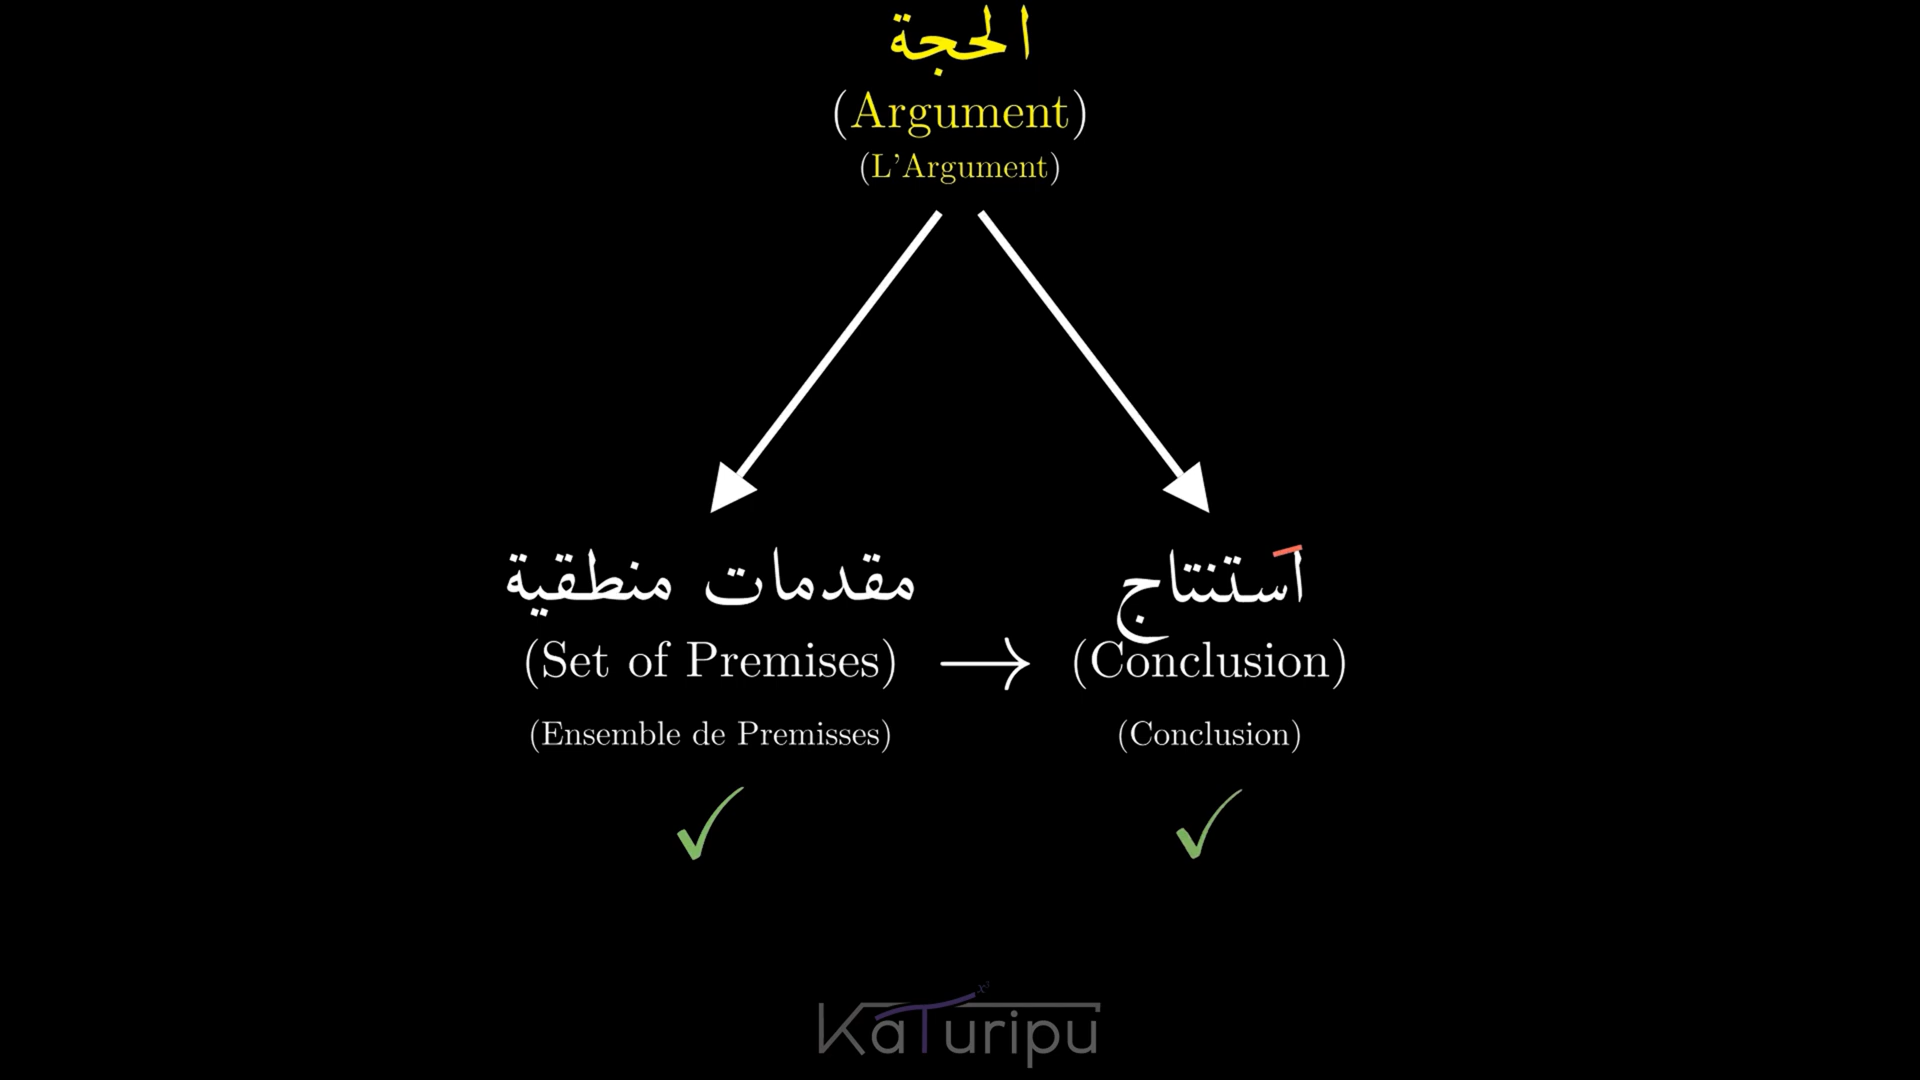 الحجة
(Argument)
(L'Argument)
مقدمات منطقية
استنتاج
(Set of Premises) → (Conclusion)
(Ensemble de Premisses)
(Conclusion)
KaTuripu